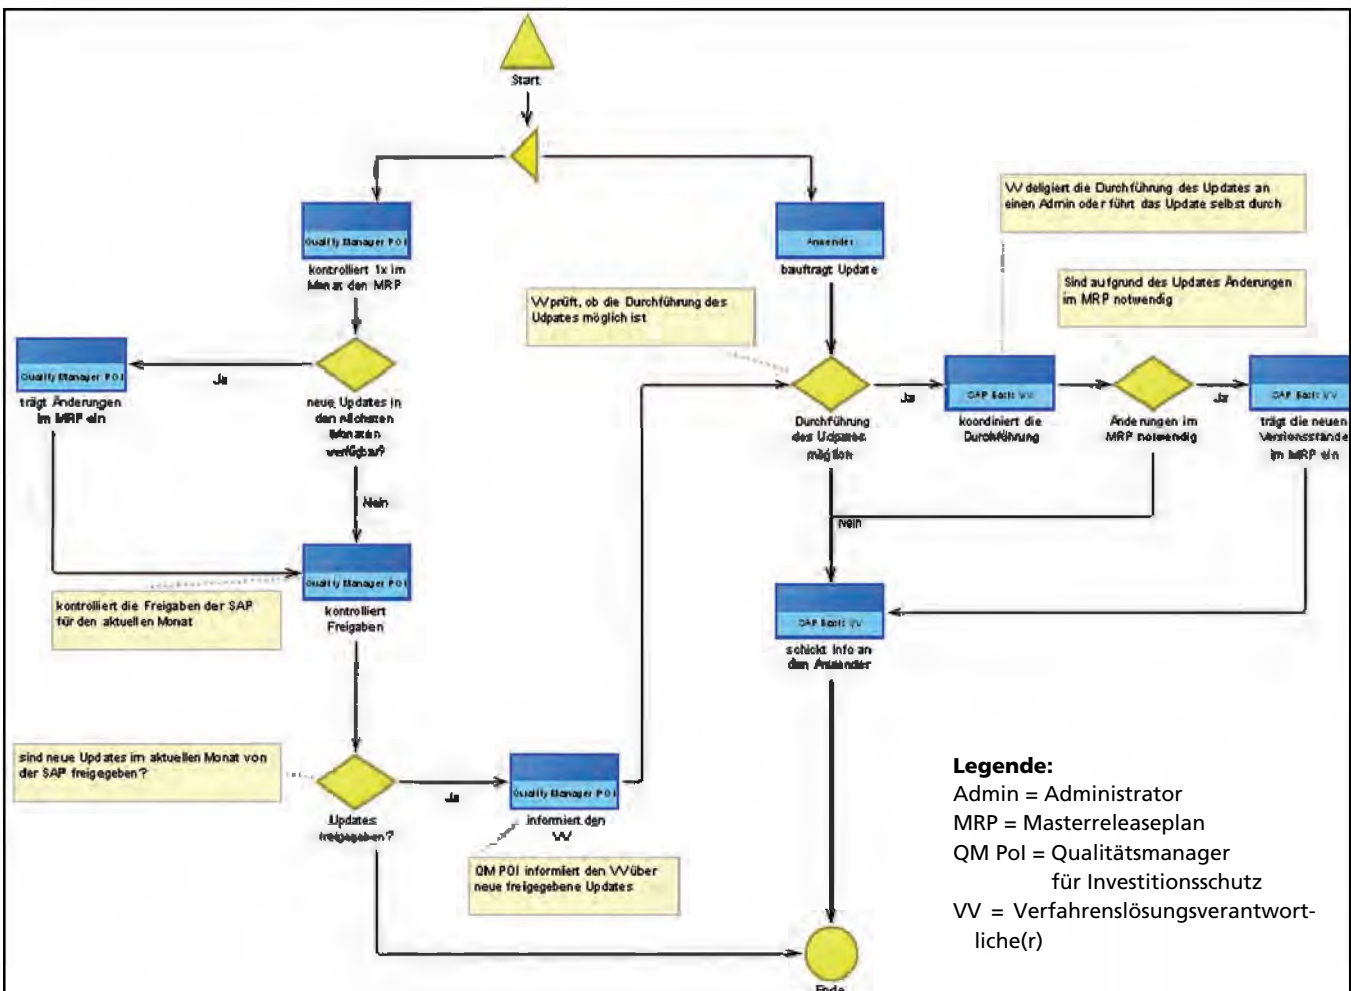 Start
Quality Manager POI
kontrolliert 1x im
Monat den MRP
Anwender
bauftragt Update
VV deligiert die Durchführung des Updates an
einen Admin oder führt das Update selbst durch
VV prüft, ob die Durchführung des
Udpates möglich ist
Sind aufgrund des Updates Änderungen
im MRP notwendig
Quality Manager POI
trägt Änderungen
im MRP ein
Ja
neue Updates in
den nächsten
Monaten
verfügbar?
Nein
Durchführung
des Udpates
möglich
Ja
SAP Basis VV
koordiniert die
Durchführung
Änderungen im
MRP notwendig
Ja
SAP Basis VV
trägt die neuen
Versionsstände
im MRP ein
Nein
Quality Manager POI
kontrolliert
Freigaben
kontrolliert die Freigaben der SAP
für den aktuellen Monat
SAP Basis VV
schickt Info an
den Anwender
sind neue Updates im aktuellen Monat von
der SAP freigegeben?
Updates
freigegeben?
Ja
Quality Manager POI
informiert den
VV
QM POI informiert den VV über
neue freigegebene Updates
Ende
Legende:
Admin = Administrator
MRP = Masterreleaseplan
QM PoI = Qualitätsmanager
für Investitionsschutz
VV = Verfahrenslösungsverantwort-
liche(r)